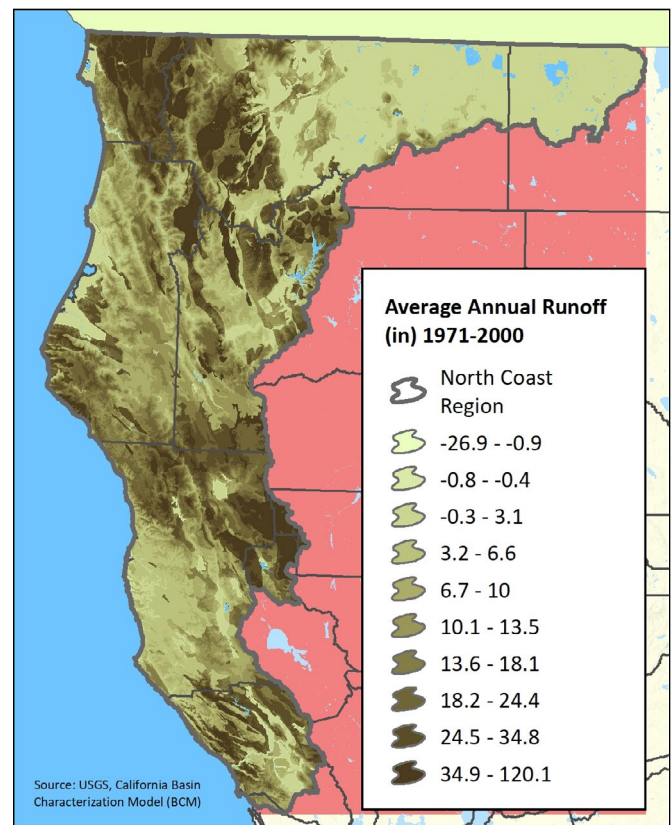 Average Annual Runoff
(in) 1971-2000
North Coast
Region
-26.9 - -0.9
-0.8 - -0.4
-0.3 - 3.1
3.2 - 6.6
6.7 - 10
10.1 - 13.5
13.6 - 18.1
18.2 - 24.4
24.5 - 34.8
34.9 - 120.1
Source: USGS, California Basin
Characterization Model (BCM)